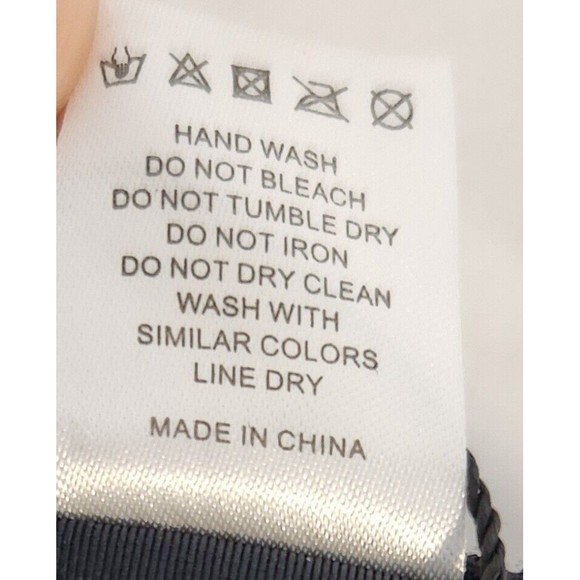 HAND WASH
DO NOT BLEACH
DO NOT TUMBLE DRY
DO NOT IRON
DO NOT DRY CLEAN
WASH WITH
SIMILAR COLORS
LINE DRY
MADE IN CHINA